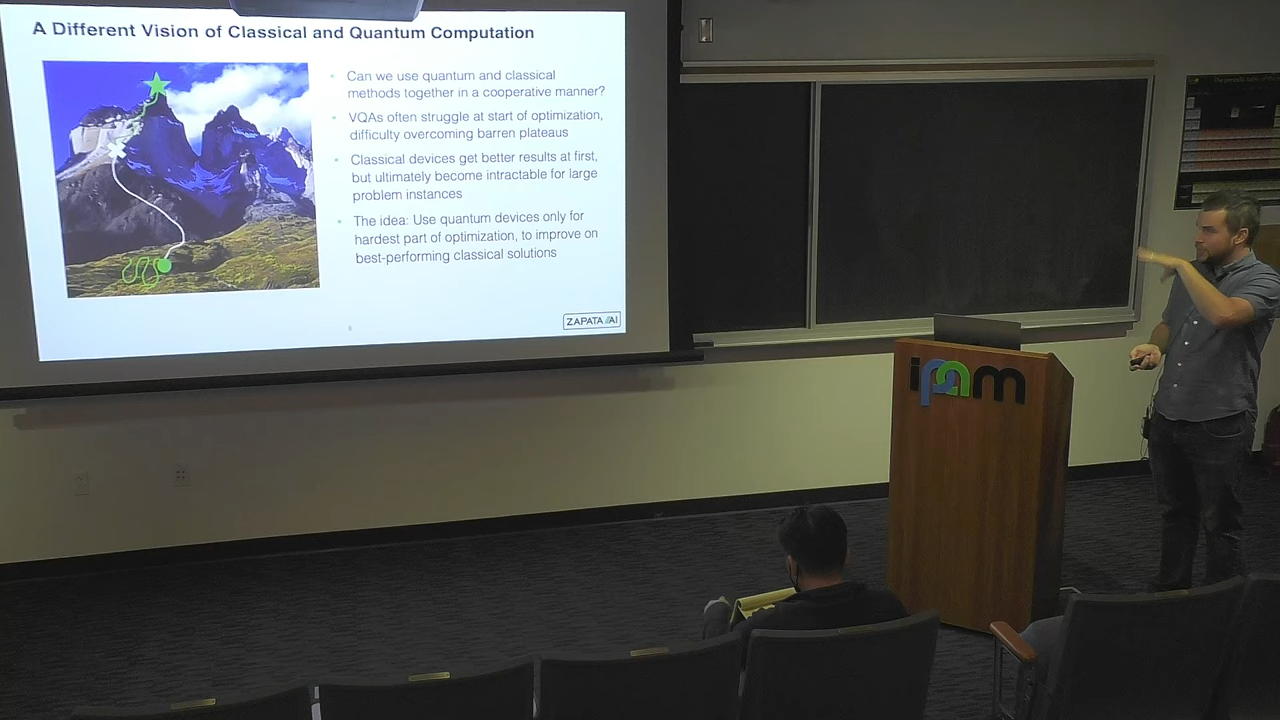 A Different Vision of Classical and Quantum Computation
Can we use quantum and classical
methods together in a cooperative manner?
VQAs often struggle at start of optimization,
difficulty overcoming barren plateaus
Classical devices get better results at first,
but ultimately become intractable for large
problem instances
The idea: Use quantum devices only for
hardest part of optimization, to improve on
best-performing classical solutions
ZAPATA AI
ipam